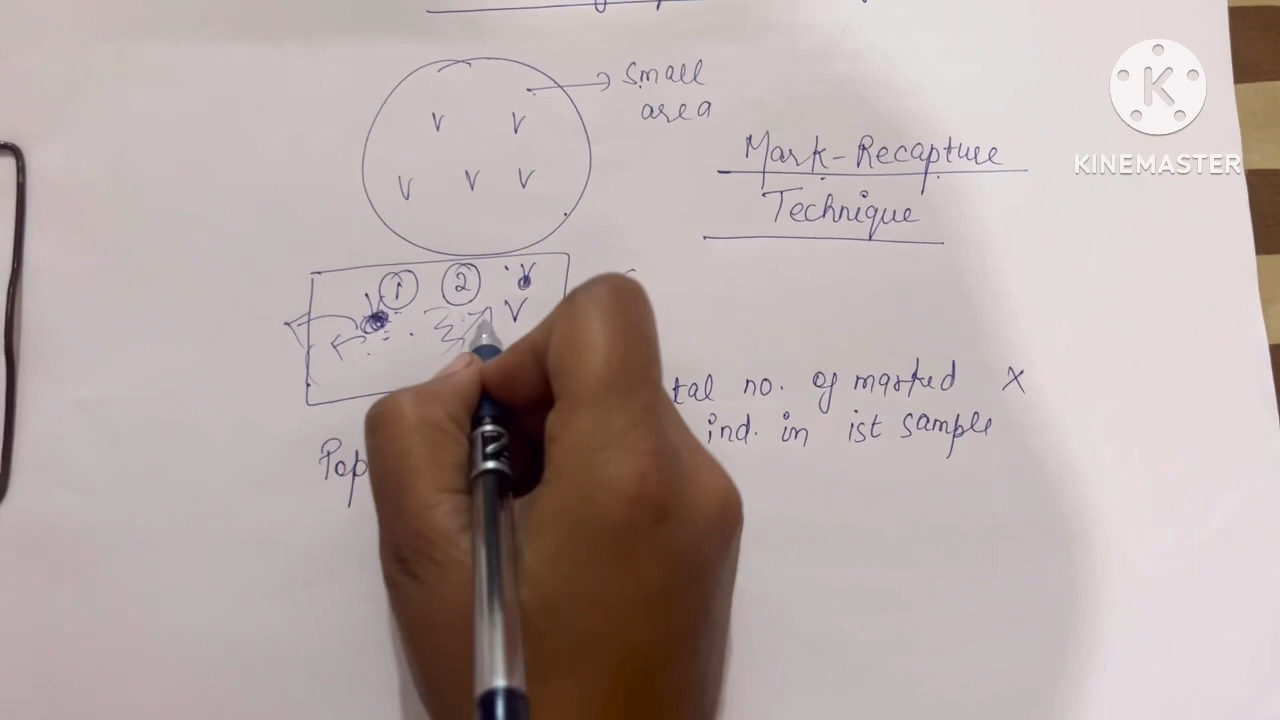 Small
area
V V
V V V
Mark-Recapture
Technique
1 2 V
V V
tal no. of marked X
ind. in ist sample
Pop
K
KINEMASTER